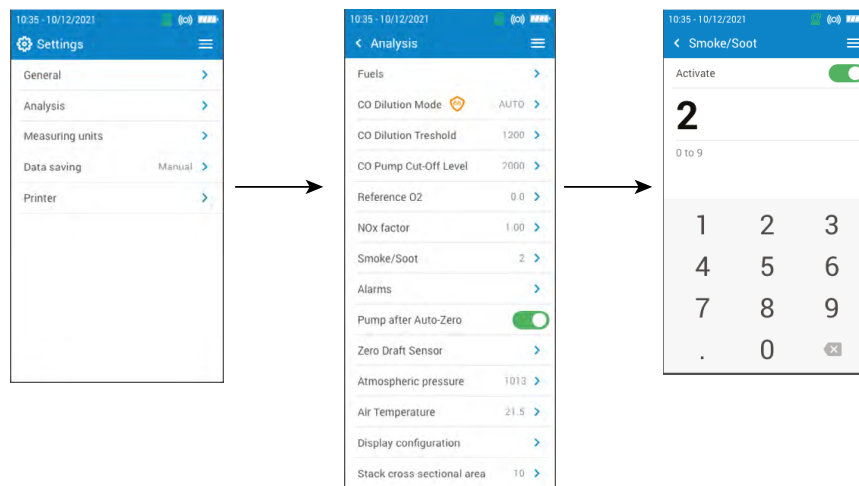 10:35 - 10/12/2021
Settings
General
Analysis
Measuring units
Data saving Manual
Printer
10:35 - 10/12/2021
Analysis
Fuels
CO Dilution Mode AUTO
CO Dilution Treshold 1200
CO Pump Cut-Off Level 2000
Reference O2 0.0
NOx factor 1.00
Smoke/Soot 2
Alarms
Pump after Auto-Zero
Zero Draft Sensor
Atmospheric pressure 1013
Air Temperature 21.5
Display configuration
Stack cross sectional area 10
10:35 - 10/12/2021
Smoke/Soot
Activate
2
0 to 9
1 2 3
4 5 6
7 8 9
. 0